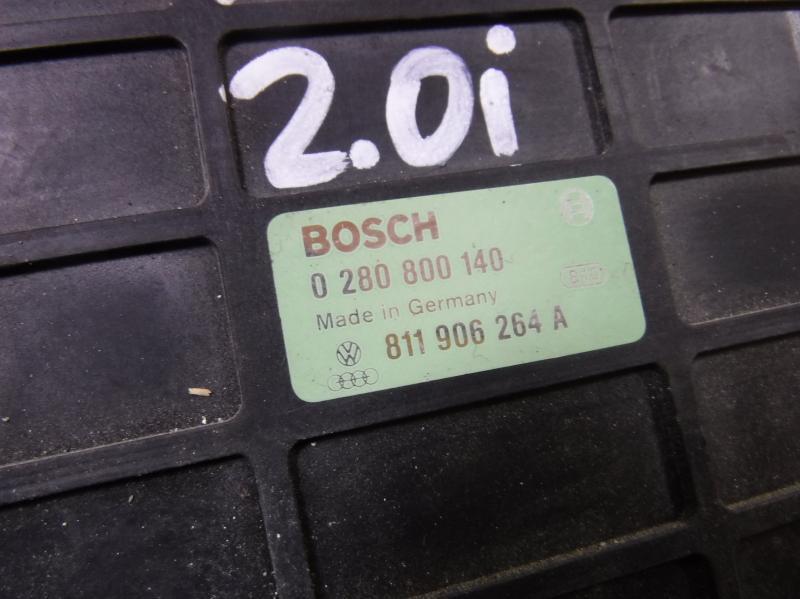 2.0i
BOSCH
0 280 800 140
Made in Germany
811 906 264 A